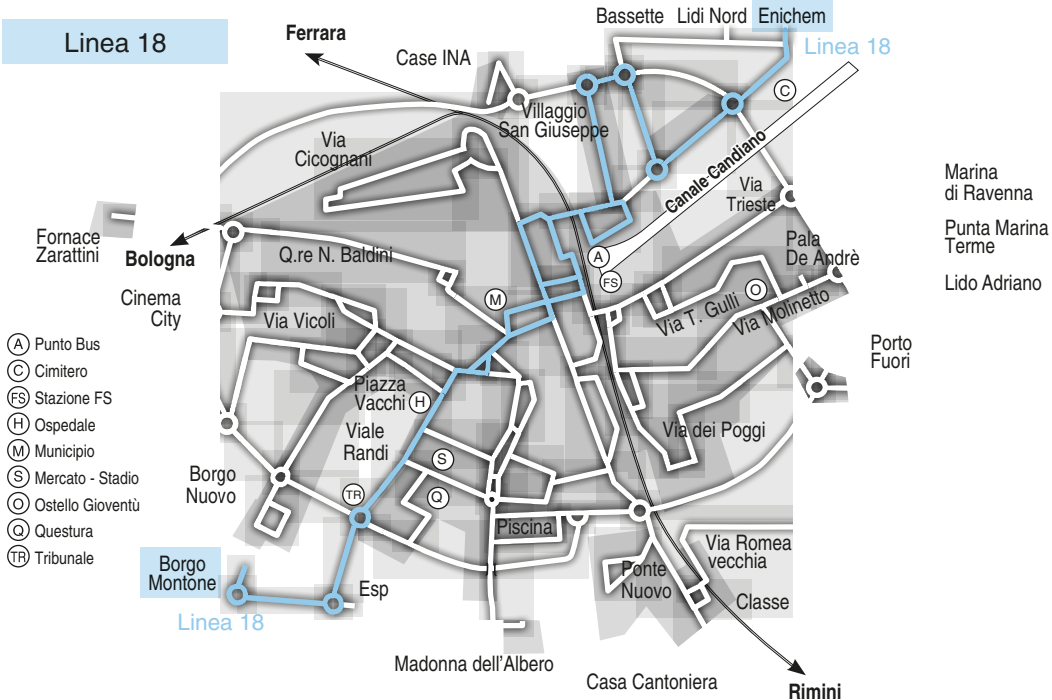 Linea 18
Ferrara
Bassette Lidi Nord Enichem
Linea 18
Case INA
C
Villaggio
San Giuseppe
Via
Cicognani
Canale Candiano
Via
Trieste
Marina
di Ravenna
Punta Marina
Terme
Lido Adriano
Fornace
Zarattini
Bologna
Q.re N. Baldini
A
FS
Pala
De Andrè
Cinema
City
M
O
Via T. Gulli
Via Molinetto
Via Vicoli
Porto
Fuori
A Punto Bus
C Cimitero
FS Stazione FS
H Ospedale
M Municipio
S Mercato - Stadio
O Ostello Gioventù
Q Questura
TR Tribunale
Piazza
Vacchi
H
Viale
Randi
Via dei Poggi
S
Borgo
Nuovo
TR
Q
Piscina
Via Romea
vecchia
Borgo
Montone
Esp
Ponte
Nuovo
Classe
Linea 18
Madonna dell'Albero
Casa Cantoniera
Rimini